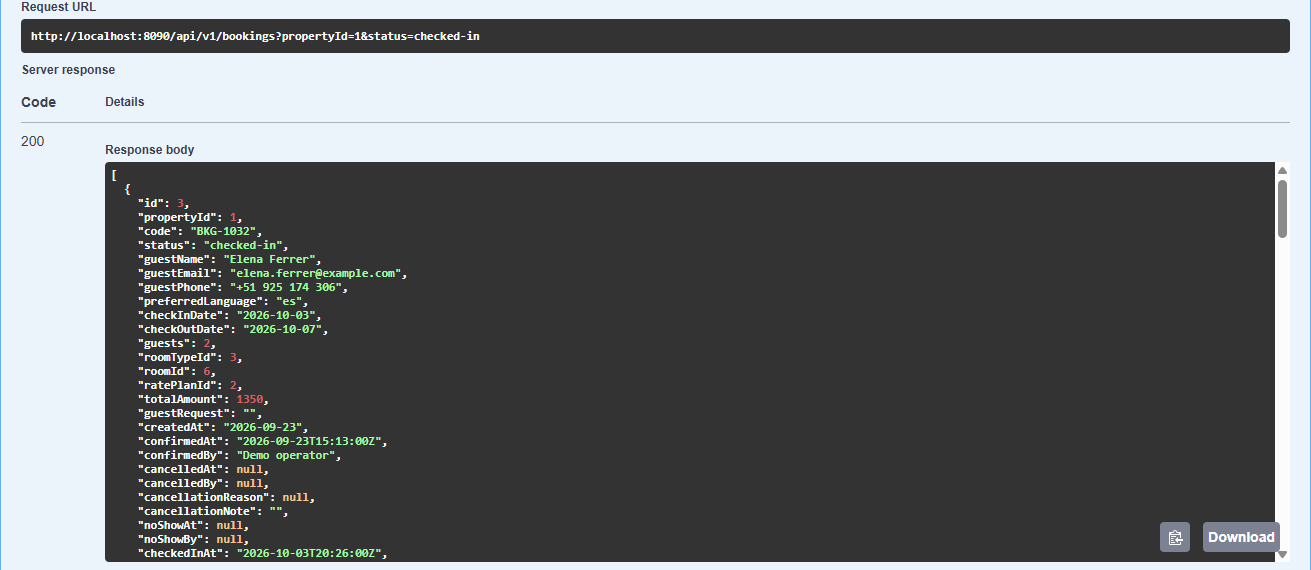 Request URL
http://localhost:8090/api/v1/bookings?propertyId=1&status=checked-in
Server response
Code Details
200
Response body
[
  {
    "id": 3,
    "propertyId": 1,
    "code": "BKG-1032",
    "status": "checked-in",
    "guestName": "Elena Ferrer",
    "guestEmail": "elena.ferrer@example.com",
    "guestPhone": "+51 925 174 306",
    "preferredLanguage": "es",
    "checkInDate": "2026-10-03",
    "checkOutDate": "2026-10-07",
    "guests": 2,
    "roomTypeId": 3,
    "roomId": 6,
    "ratePlanId": 2,
    "totalAmount": 1350,
    "guestRequest": "",
    "createdAt": "2026-09-23",
    "confirmedAt": "2026-09-23T15:13:00Z",
    "confirmedBy": "Demo operator",
    "cancelledAt": null,
    "cancelledBy": null,
    "cancellationReason": null,
    "cancellationNote": "",
    "noShowAt": null,
    "noShowBy": null,
    "checkedInAt": "2026-10-03T20:26:00Z",
Download